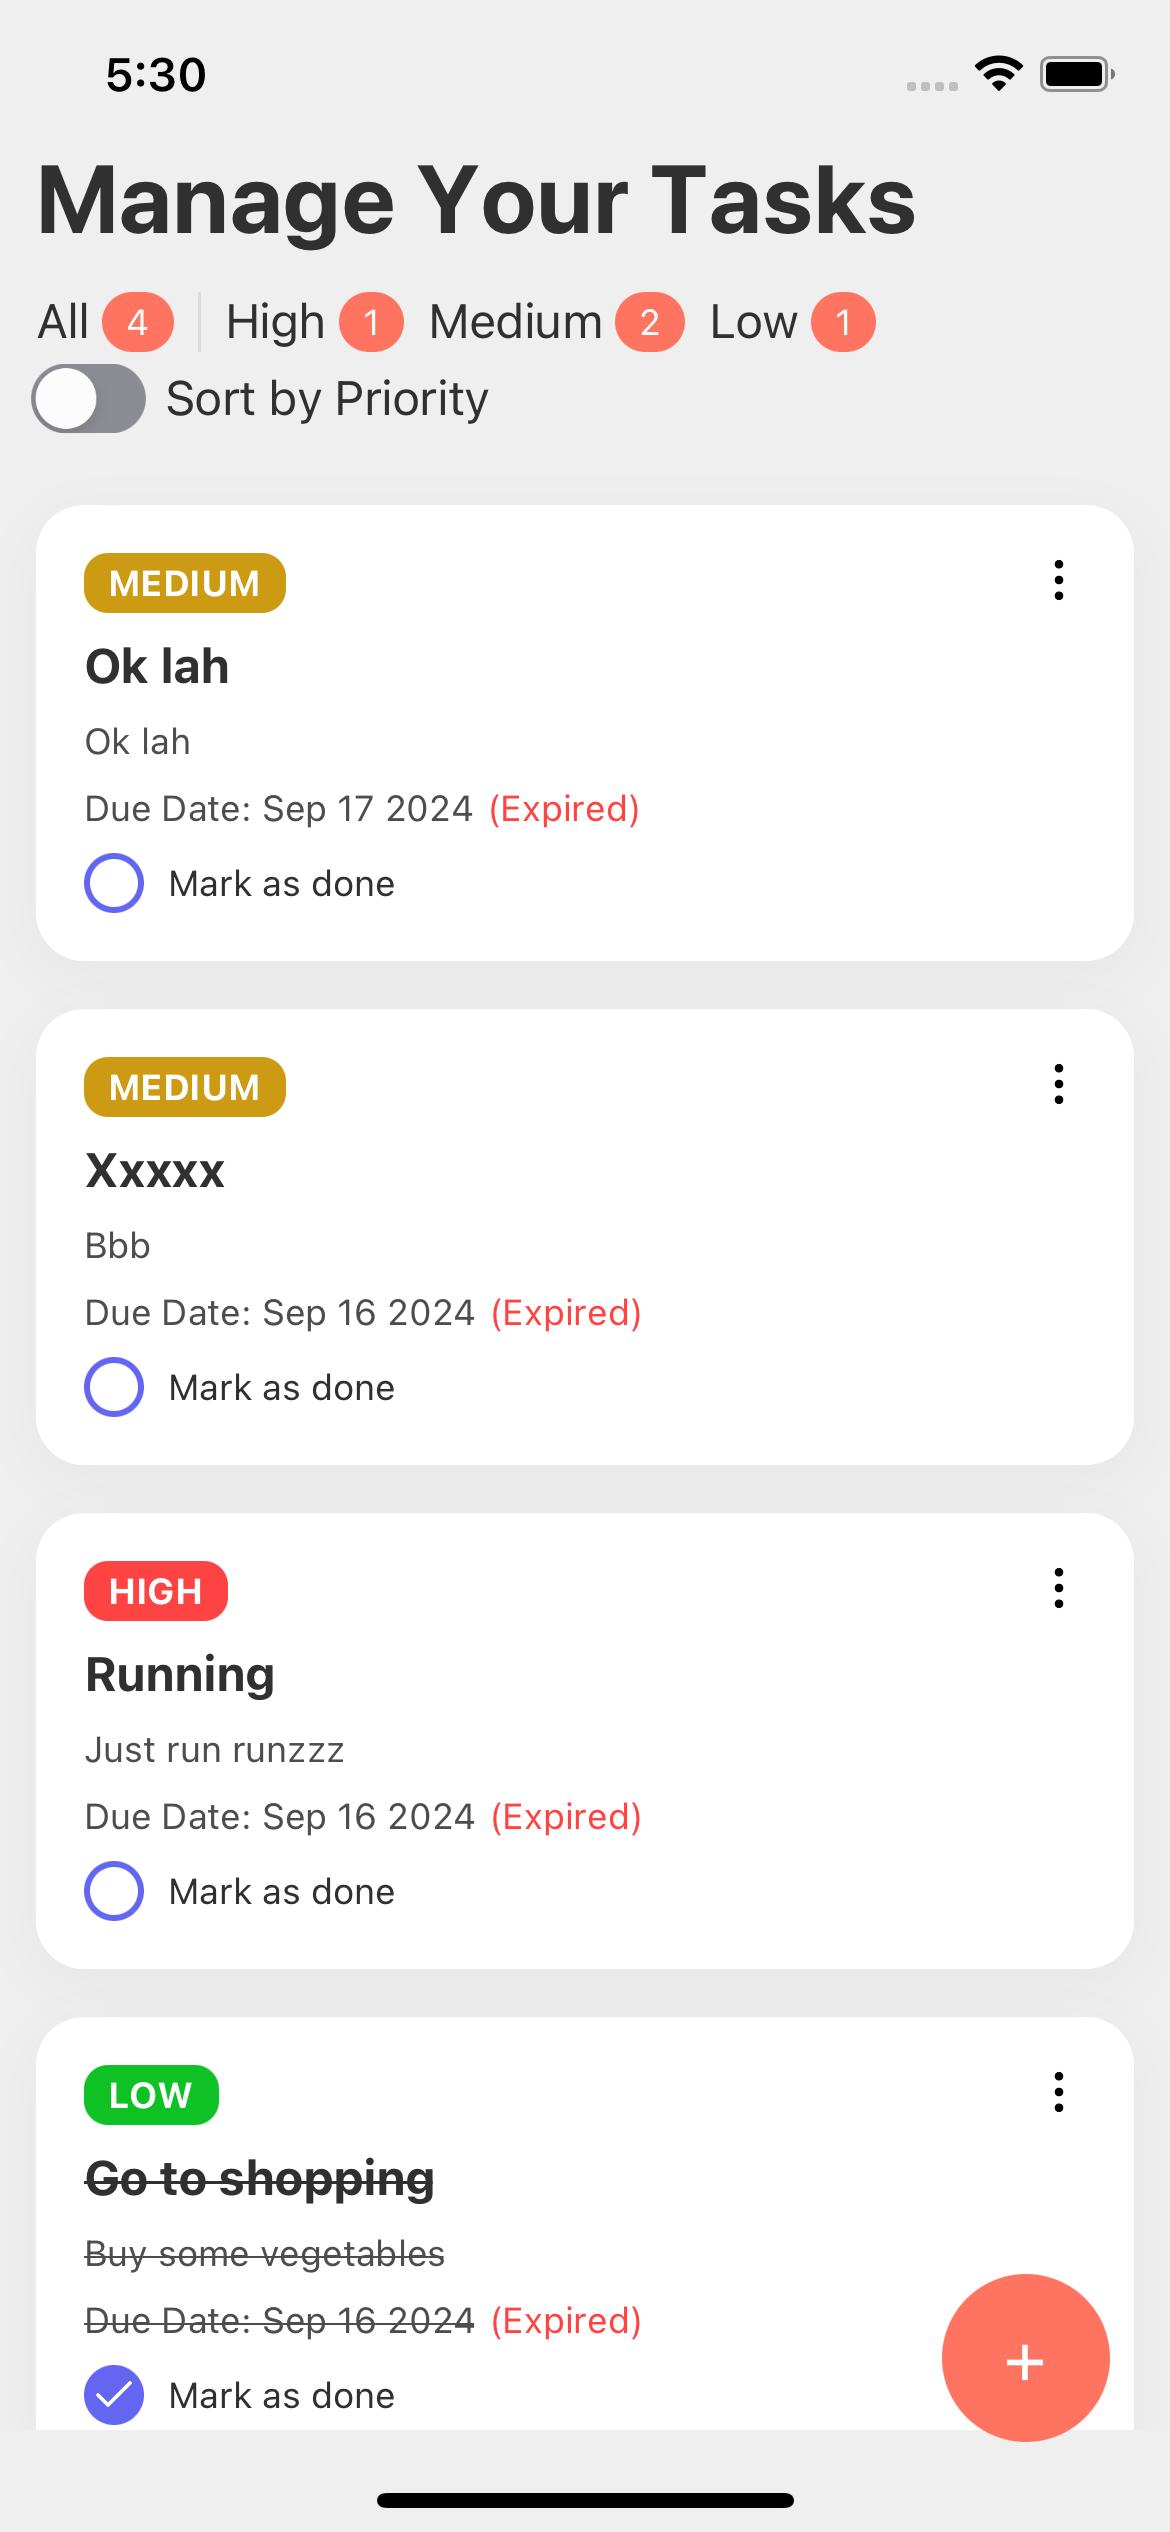 5:30
Manage Your Tasks
All 4 High 1 Medium 2 Low 1
Sort by Priority
MEDIUM
Ok lah
Ok lah
Due Date: Sep 17 2024 (Expired)
Mark as done
MEDIUM
Xxxxx
Bbb
Due Date: Sep 16 2024 (Expired)
Mark as done
HIGH
Running
Just run runzzz
Due Date: Sep 16 2024 (Expired)
Mark as done
LOW
Go to shopping
Buy some vegetables
Due Date: Sep 16 2024 (Expired)
Mark as done
+